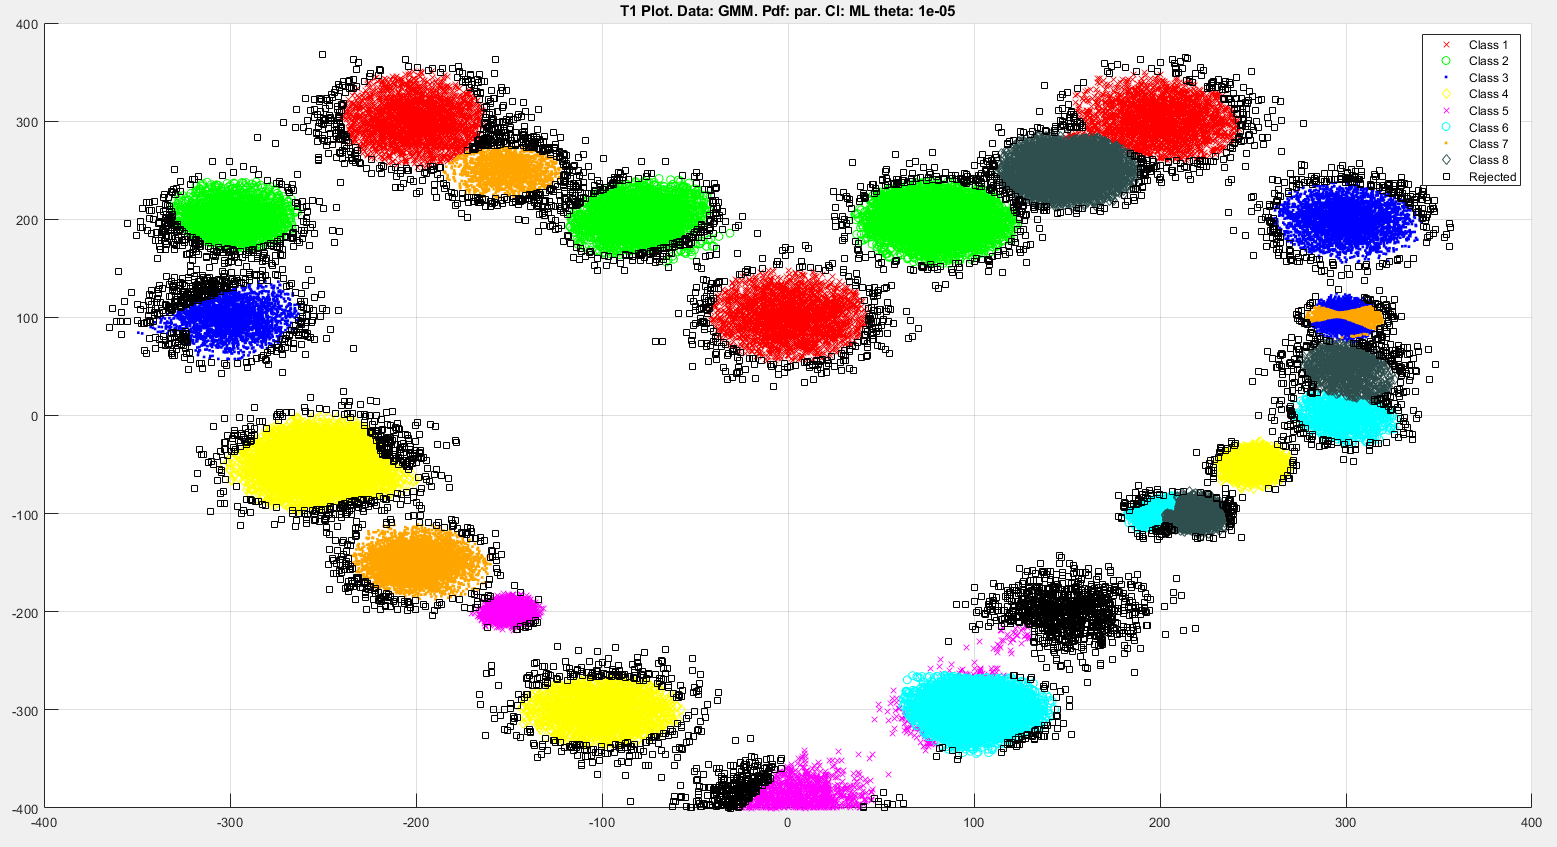 T1 Plot. Data: GMM. Pdf: par. Cl: ML theta: 1e-05
400
300
200
100
0
-100
-200
-300
-400
-400
-300
-200
-100
0
100
200
300
400
Class 1
Class 2
Class 3
Class 4
Class 5
Class 6
Class 7
Class 8
Rejected